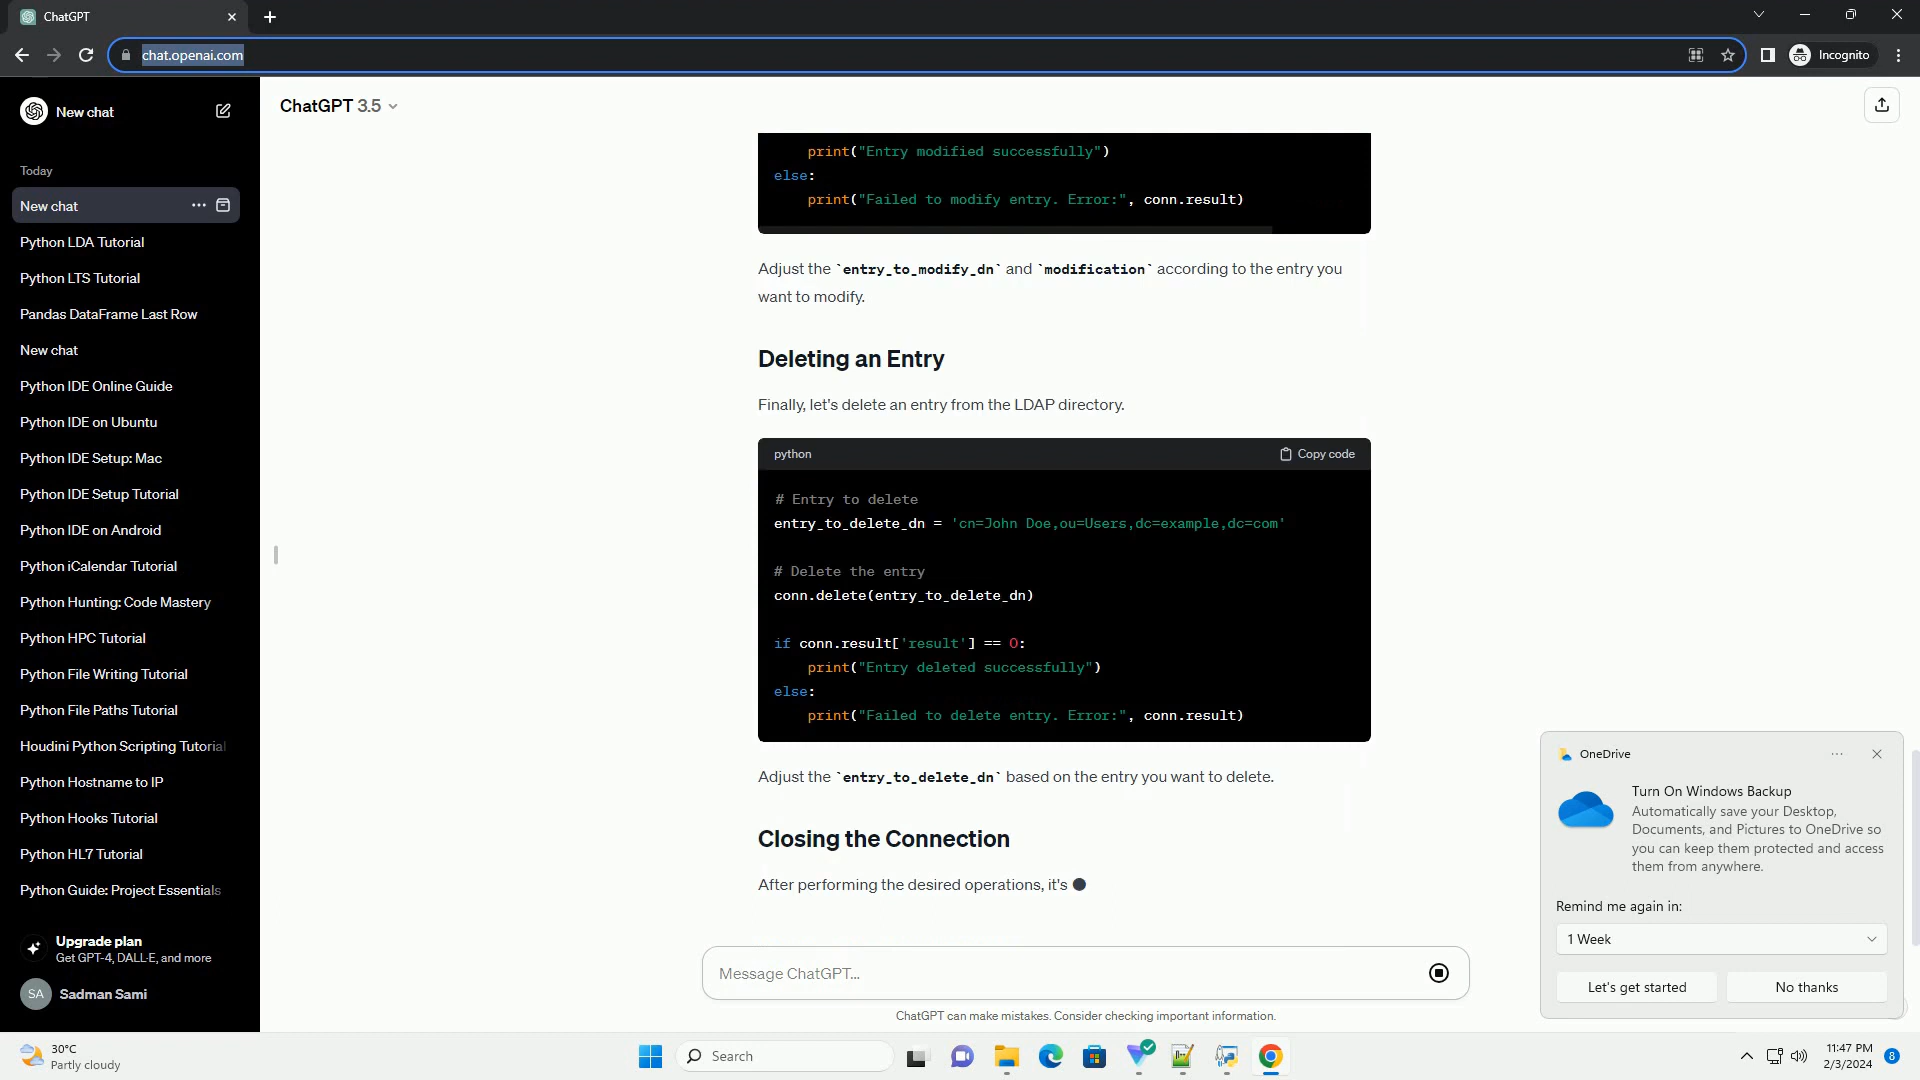 ChatGPT
chat.openai.com
Incognito
New chat
Today
New chat
Python LDA Tutorial
Python LTS Tutorial
Pandas DataFrame Last Row
New chat
Python IDE Online Guide
Python IDE on Ubuntu
Python IDE Setup: Mac
Python IDE Setup Tutorial
Python IDE on Android
Python iCalendar Tutorial
Python Hunting: Code Mastery
Python HPC Tutorial
Python File Writing Tutorial
Python File Paths Tutorial
Houdini Python Scripting Tutorial
Python Hostname to IP
Python Hooks Tutorial
Python HL7 Tutorial
Python Guide: Project Essentials
Upgrade plan
Get GPT-4, DALL·E, and more
SA Sadman Sami
ChatGPT 3.5
print("Entry modified successfully")
else:
print("Failed to modify entry. Error:", conn.result)
Adjust the `entry_to_modify_dn` and `modification` according to the entry you
want to modify.
Deleting an Entry
Finally, let's delete an entry from the LDAP directory.
python Copy code
# Entry to delete
entry_to_delete_dn = 'cn=John Doe,ou=Users,dc=example,dc=com'
# Delete the entry
conn.delete(entry_to_delete_dn)
if conn.result['result'] == 0:
print("Entry deleted successfully")
else:
print("Failed to delete entry. Error:", conn.result)
Adjust the `entry_to_delete_dn` based on the entry you want to delete.
Closing the Connection
After performing the desired operations, it's
Message ChatGPT...
ChatGPT can make mistakes. Consider checking important information.
OneDrive
Turn On Windows Backup
Automatically save your Desktop,
Documents, and Pictures to OneDrive so
you can keep them protected and access
them from anywhere.
Remind me again in:
1 Week
Let's get started No thanks
30°C
Partly cloudy
Search
11:47 PM
2/3/2024
8